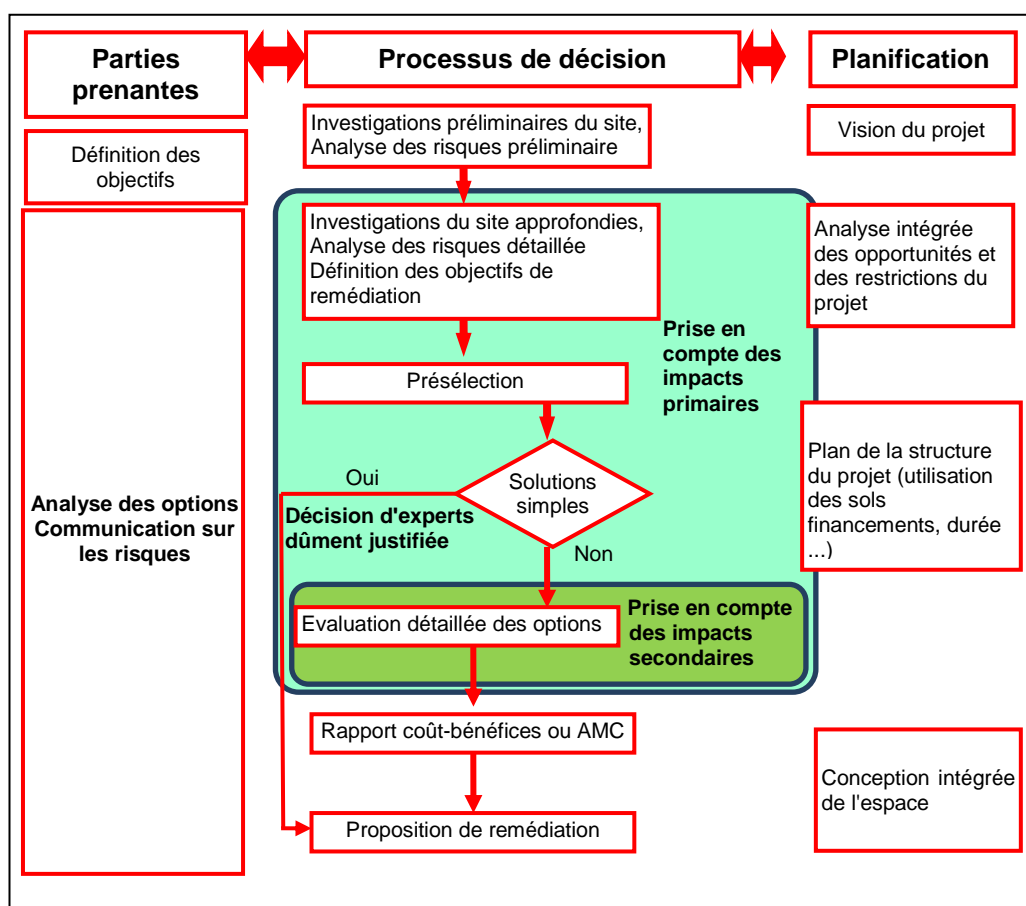 Parties
prenantes
Processus de décision
Planification
Investigations préliminaires du site,
Analyse des risques préliminaire
Vision du projet
Définition des
objectifs
Investigations du site approfondies,
Analyse des risques détaillée
Définition des objectifs de
remédiation
Analyse intégrée
des opportunités et
des restrictions du
projet
Prise en
compte des
impacts
primaires
Présélection
Analyse des options
Communication sur
les risques
Oui
Solutions
simples
Décision d'experts
dûment justifiée
Non
Plan de la structure
du projet (utilisation
des sols
financements, durée
...)
Evaluation détaillée des options
Prise en compte
des impacts
secondaires
Rapport coût-bénéfices ou AMC
Conception intégrée
de l'espace
Proposition de remédiation